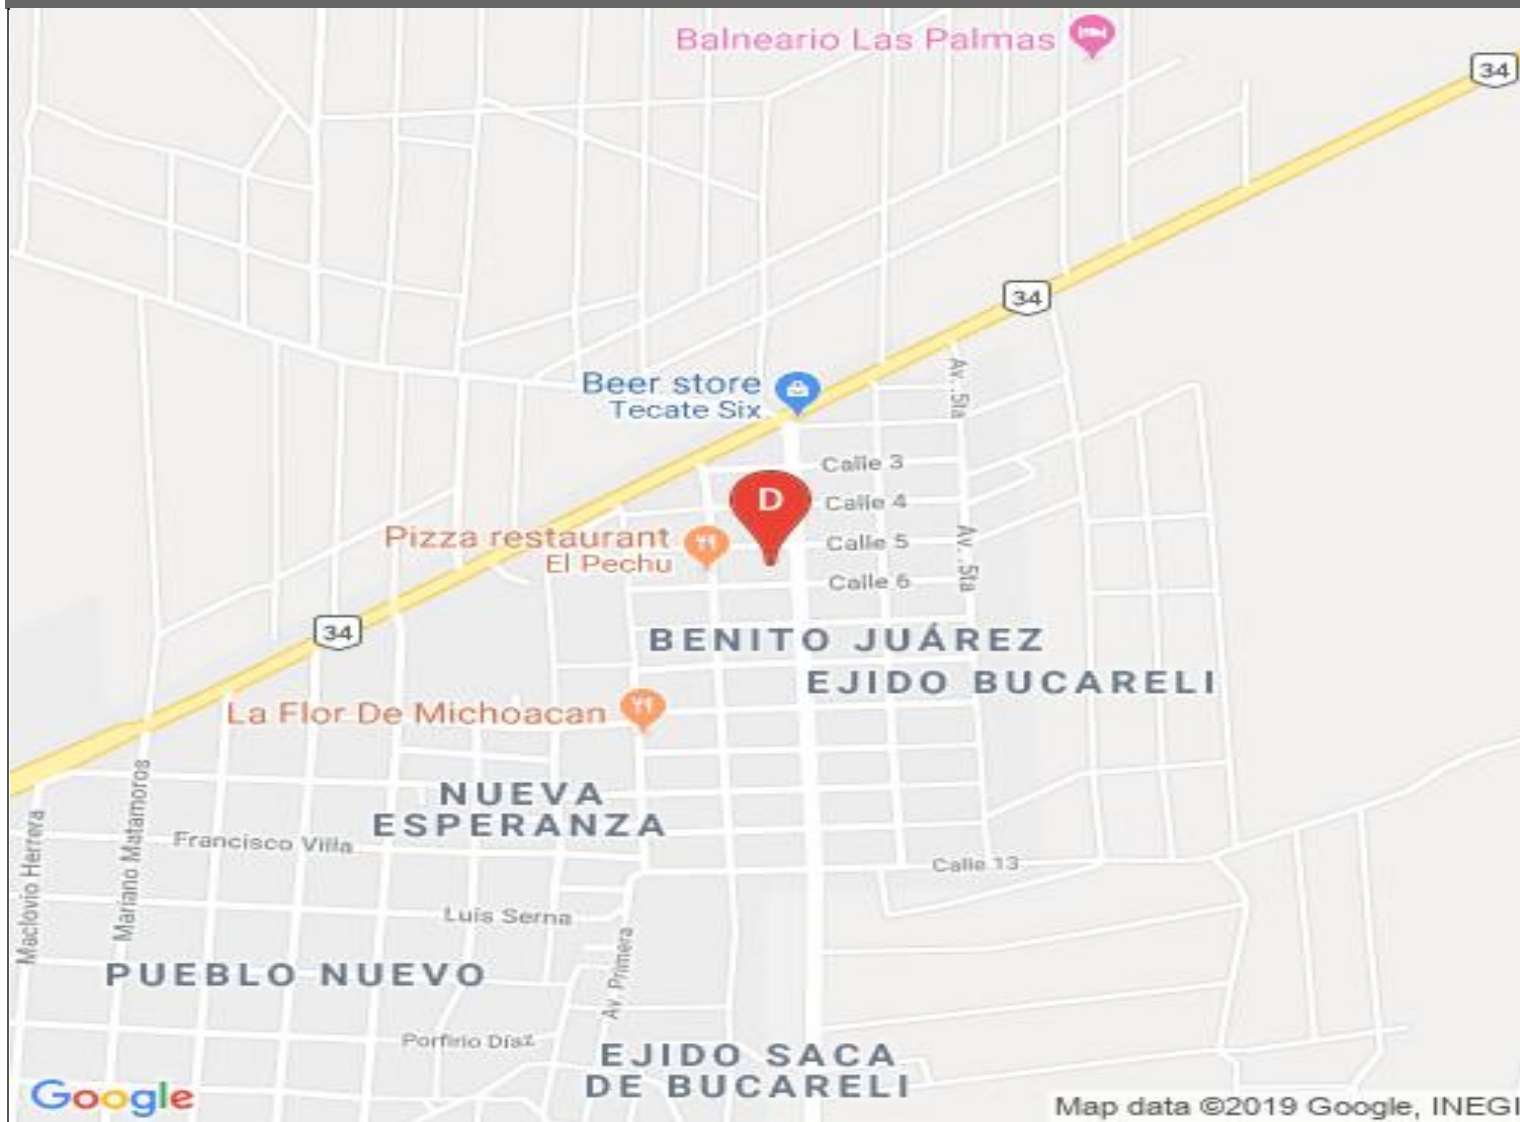 Balneario Las Palmas
34
34
Beer store
Tecate Six
Av. 5ta
Calle 3
D
Calle 4
Pizza restaurant
El Pechu
Calle 5
Av. 5ta
Calle 6
34
BENITO JUÁREZ
EJIDO BUCARELI
La Flor De Michoacan
NUEVA
ESPERANZA
Mariano Matamoros
Maclovio Herrera
Francisco Villa
Calle 13
Luis Serna
PUEBLO NUEVO
Av. Primera
Porfirio Díaz
EJIDO SACA
DE BUCARELI
Google
Map data ©2019 Google, INEGI